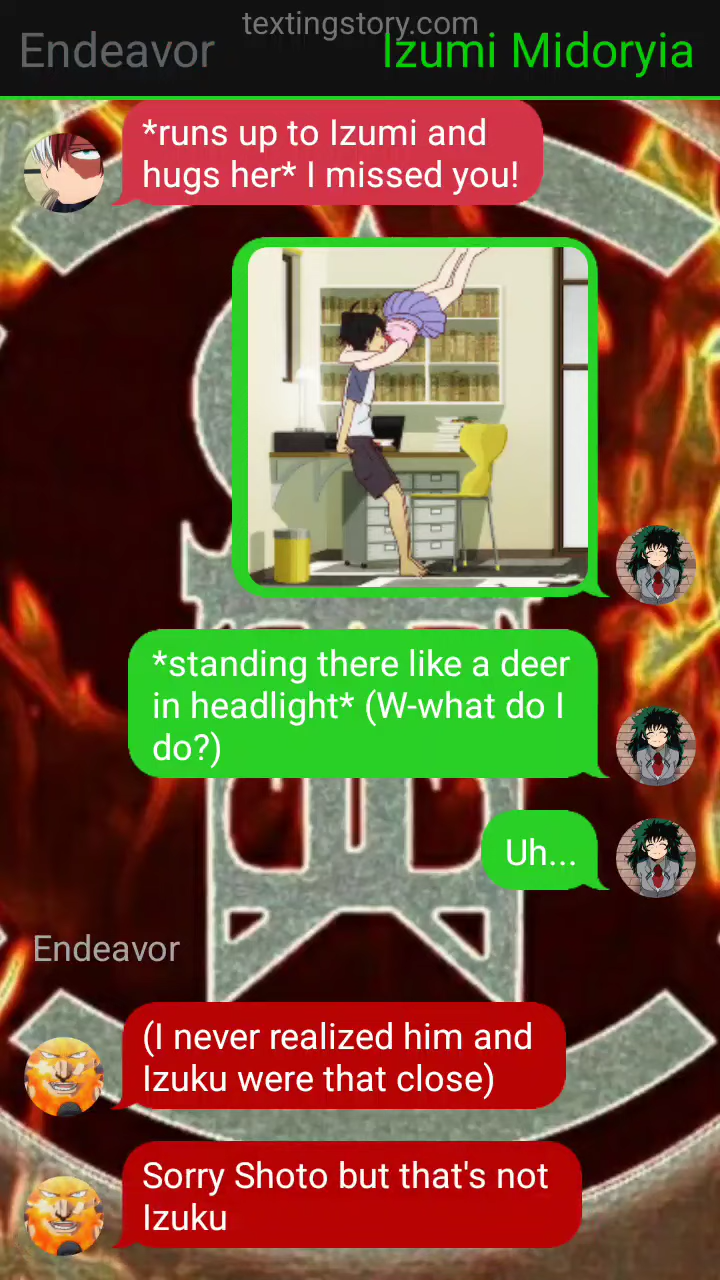 textingstory.com
Endeavor
Izumi Midoryia
*runs up to Izumi and
hugs her* I missed you!
*standing there like a deer
in headlight* (W-what do I
do?)
Uh...
Endeavor
(I never realized him and
Izuku were that close)
Sorry Shoto but that's not
Izuku